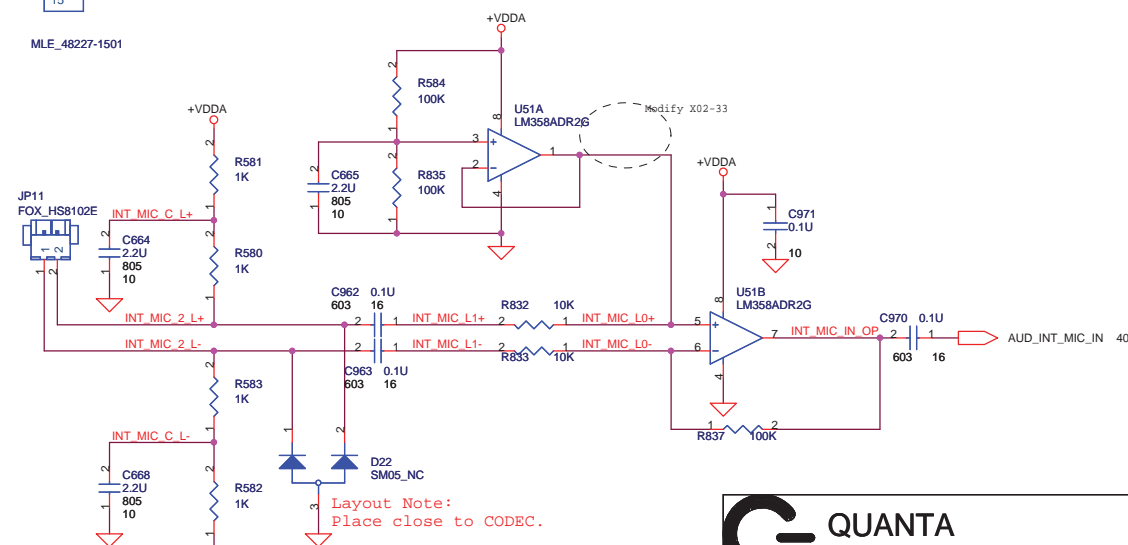 15
MLE_48227-1501
+VDDA
R584
100K
U51A
LM358ADR2G
Modify X02-33
+VDDA
R581
1K
C665
2.2U
805
10
R835
100K
+VDDA
JP11
FOX_HS8102E
INT_MIC_C_L+
C664
2.2U
805
10
R580
1K
C971
0.1U
10
U51B
LM358ADR2G
INT_MIC_2_L+
C962 0.1U
603 16
INT_MIC_L1+
R832 10K
INT_MIC_L0+
INT_MIC_2_L-
C963 0.1U
603 16
INT_MIC_L1-
R833 10K
INT_MIC_L0-
INT_MIC_IN_OP
C970 0.1U
603 16
AUD_INT_MIC_IN 40
R583
1K
R837 100K
INT_MIC_C_L-
C668
2.2U
805
10
R582
1K
D22
SM05_NC
Layout Note:
Place close to CODEC.
QUANTA